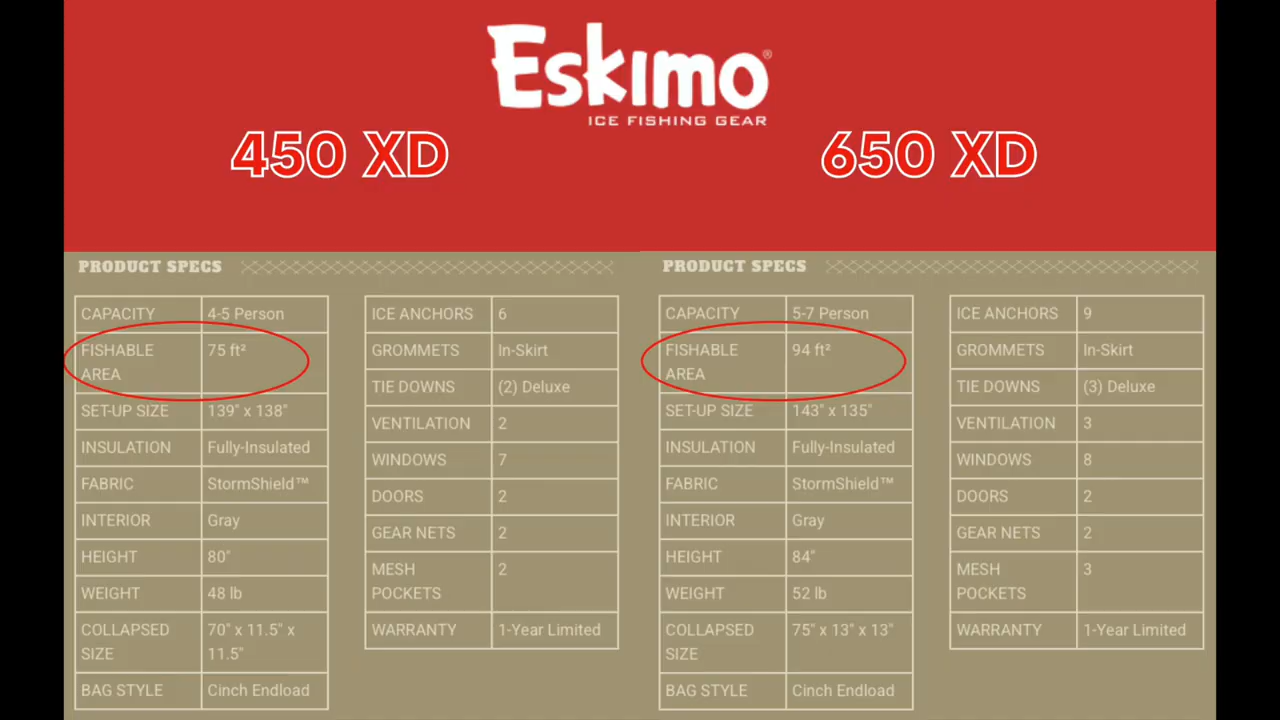 ESKIMO®
ICE FISHING GEAR
450 XD
650 XD
PRODUCT SPECS
CAPACITY 4-5 Person
FISHABLE AREA 75 ft²
SET-UP SIZE 139" x 138"
INSULATION Fully-Insulated
FABRIC StormShield™
INTERIOR Gray
HEIGHT 80"
WEIGHT 48 lb
COLLAPSED SIZE 70" x 11.5" x 11.5"
BAG STYLE Cinch Endload
ICE ANCHORS 6
GROMMETS In-Skirt
TIE DOWNS (2) Deluxe
VENTILATION 2
WINDOWS 7
DOORS 2
GEAR NETS 2
MESH POCKETS 2
WARRANTY 1-Year Limited
PRODUCT SPECS
CAPACITY 5-7 Person
FISHABLE AREA 94 ft²
SET-UP SIZE 143" x 135"
INSULATION Fully-Insulated
FABRIC StormShield™
INTERIOR Gray
HEIGHT 84"
WEIGHT 52 lb
COLLAPSED SIZE 75" x 13" x 13"
BAG STYLE Cinch Endload
ICE ANCHORS 9
GROMMETS In-Skirt
TIE DOWNS (3) Deluxe
VENTILATION 3
WINDOWS 8
DOORS 2
GEAR NETS 2
MESH POCKETS 3
WARRANTY 1-Year Limited